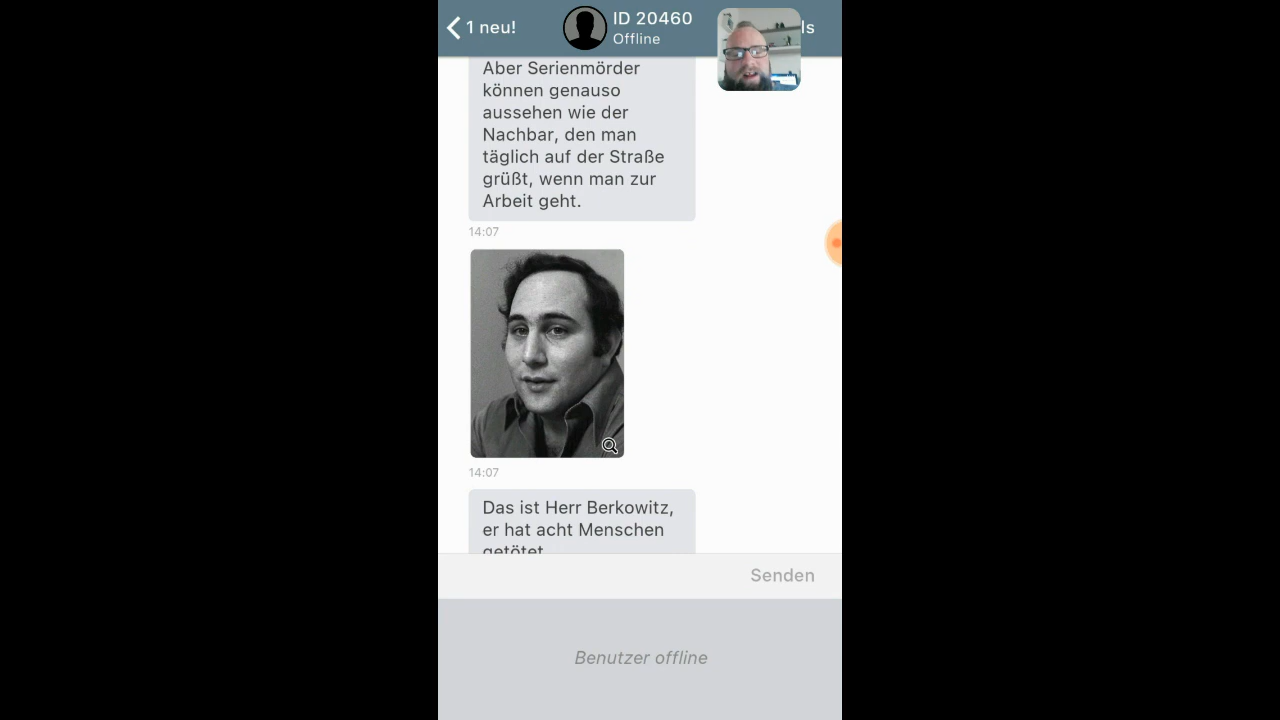 1 neu!
ID 20460
Offline
ls
Aber Serienmörder
können genauso
aussehen wie der
Nachbar, den man
täglich auf der Straße
grüßt, wenn man zur
Arbeit geht.
14:07
14:07
Das ist Herr Berkowitz,
er hat acht Menschen
getötet
Senden
Benutzer offline